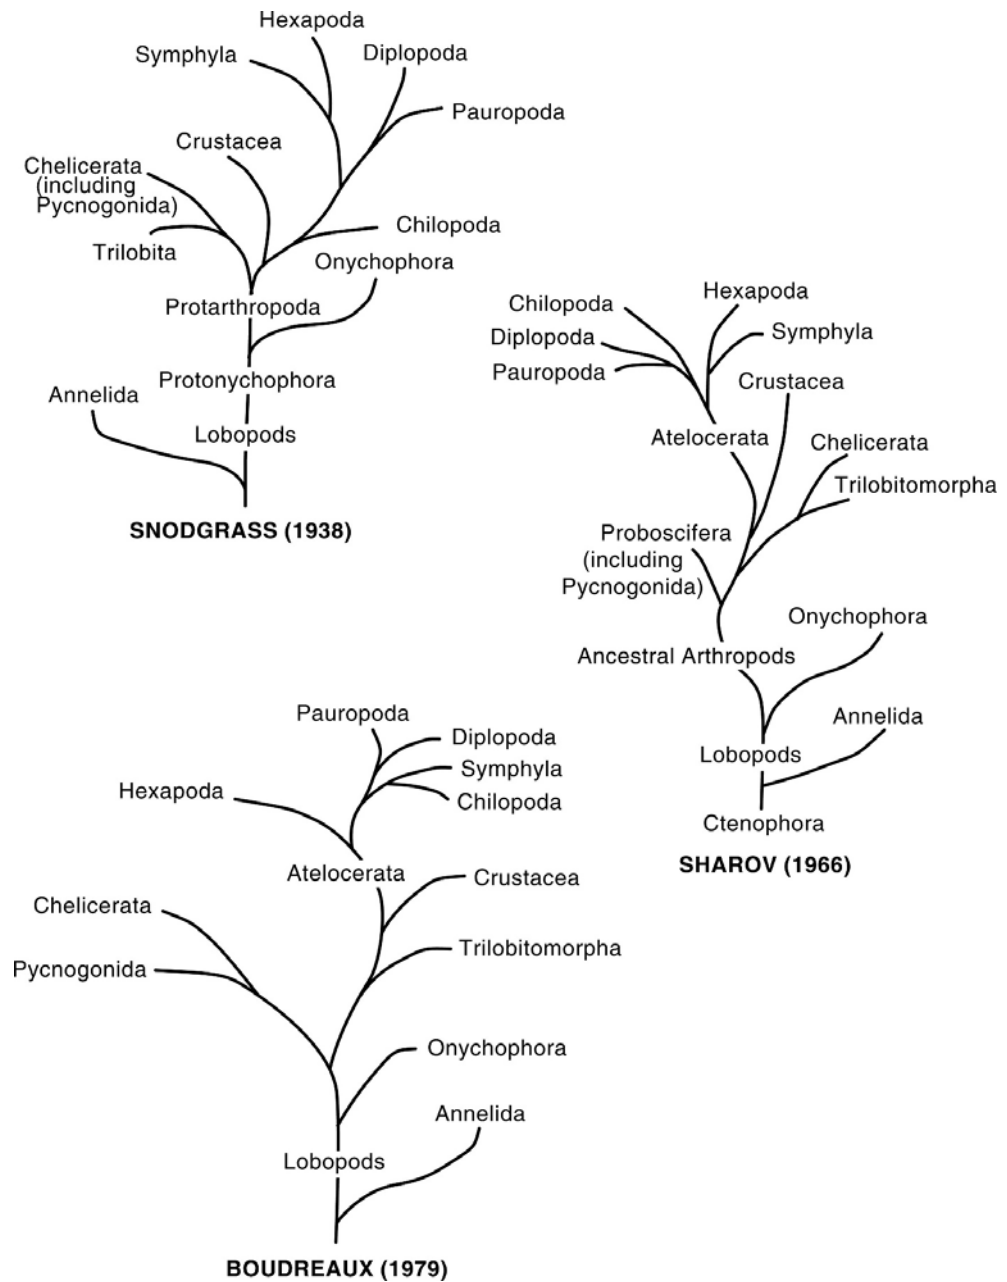 Hexapoda
Symphyla
Diplopoda
Pauropoda
Crustacea
Chelicerata
(including
Pycnogonida)
Trilobita
Chilopoda
Onychophora
Protarthropoda
Protonychophora
Annelida
Lobopods
SNODGRASS (1938)
Chilopoda
Hexapoda
Diplopoda
Symphyla
Pauropoda
Crustacea
Atelocerata
Chelicerata
Trilobitomorpha
Proboscifera
(including
Pycnogonida)
Onychophora
Ancestral Arthropods
Annelida
Lobopods
Ctenophora
SHAROV (1966)
Pauropoda
Diplopoda
Symphyla
Hexapoda
Chilopoda
Atelocerata
Crustacea
Chelicerata
Trilobitomorpha
Pycnogonida
Onychophora
Annelida
Lobopods
BOUDREAUX (1979)